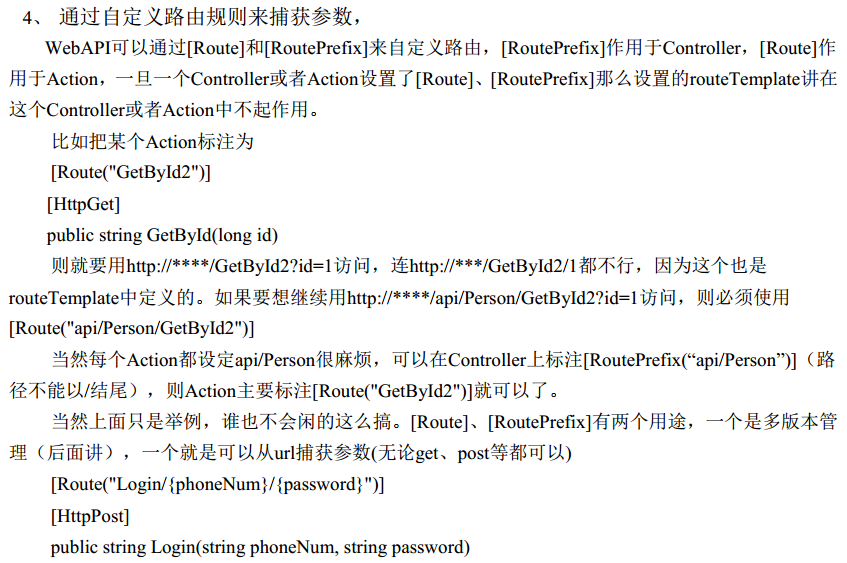 4、 通过自定义路由规则来捕获参数，
WebAPI可以通过[Route]和[RoutePrefix]来自定义路由，[RoutePrefix]作用于Controller，[Route]作
用于Action，一旦一个Controller或者Action设置了[Route]、[RoutePrefix]那么设置的routeTemplate讲在
这个Controller或者Action中不起作用。
比如把某个Action标注为
[Route("GetById2")]
[HttpGet]
public string GetById(long id)
则就要用http://****/GetById2?id=1访问，连http://***/GetById2/1都不行，因为这个也是
routeTemplate中定义的。如果要想继续用http://****/api/Person/GetById2?id=1访问，则必须使用
[Route("api/Person/GetById2")]
当然每个Action都设定api/Person很麻烦，可以在Controller上标注[RoutePrefix(“api/Person”)]（路
径不能以/结尾），则Action主要标注[Route("GetById2")]就可以了。
当然上面只是举例，谁也不会闲的这么搞。[Route]、[RoutePrefix]有两个用途，一个是多版本管
理（后面讲），一个就是可以从url捕获参数(无论get、post等都可以)
[Route("Login/{phoneNum}/{password}")]
[HttpPost]
public string Login(string phoneNum, string password)